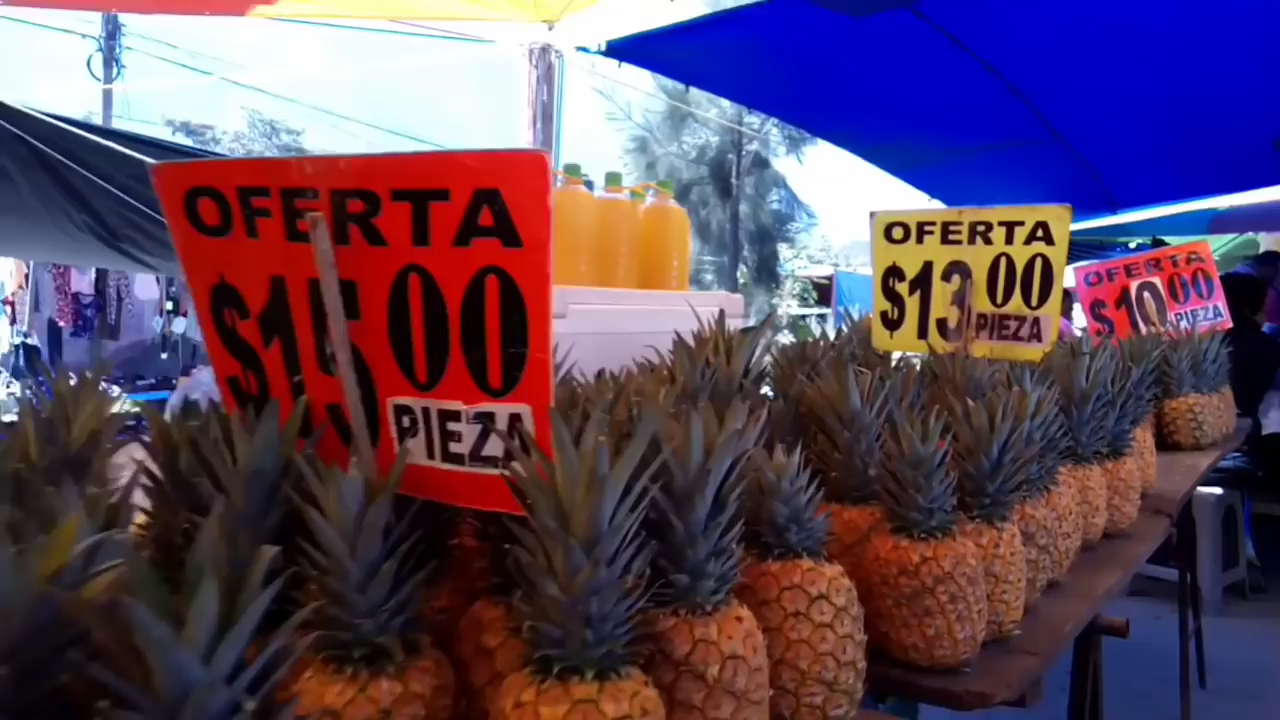 OFERTA
$15 00
PIEZA
OFERTA
$13 00
PIEZA
OFERTA
$10 00
PIEZA